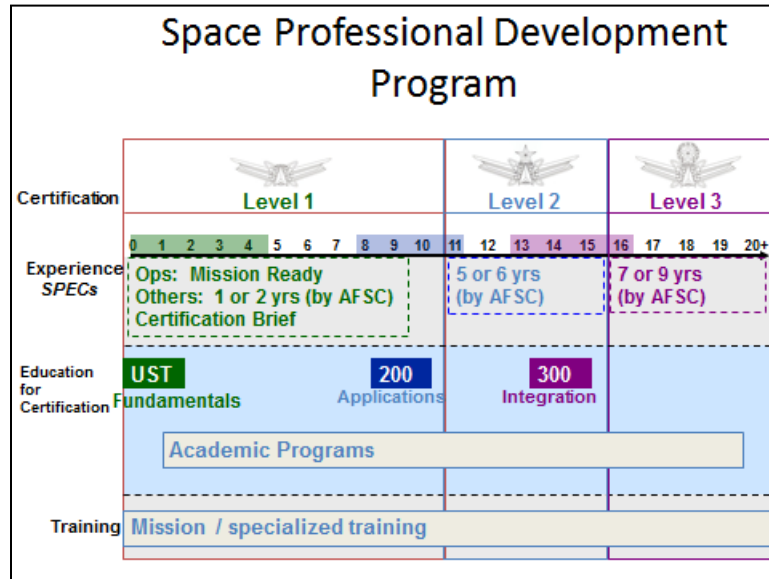 Space Professional Development
Program
Certification
Level 1
Level 2
Level 3
0 1 2 3 4 5 6 7 8 9 10 11 12 13 14 15 16 17 18 19 20+
Experience
SPECs
Ops: Mission Ready
Others: 1 or 2 yrs (by AFSC)
Certification Brief
5 or 6 yrs
(by AFSC)
7 or 9 yrs
(by AFSC)
Education
for
Certification
UST
Fundamentals
200
Applications
300
Integration
Academic Programs
Training
Mission / specialized training